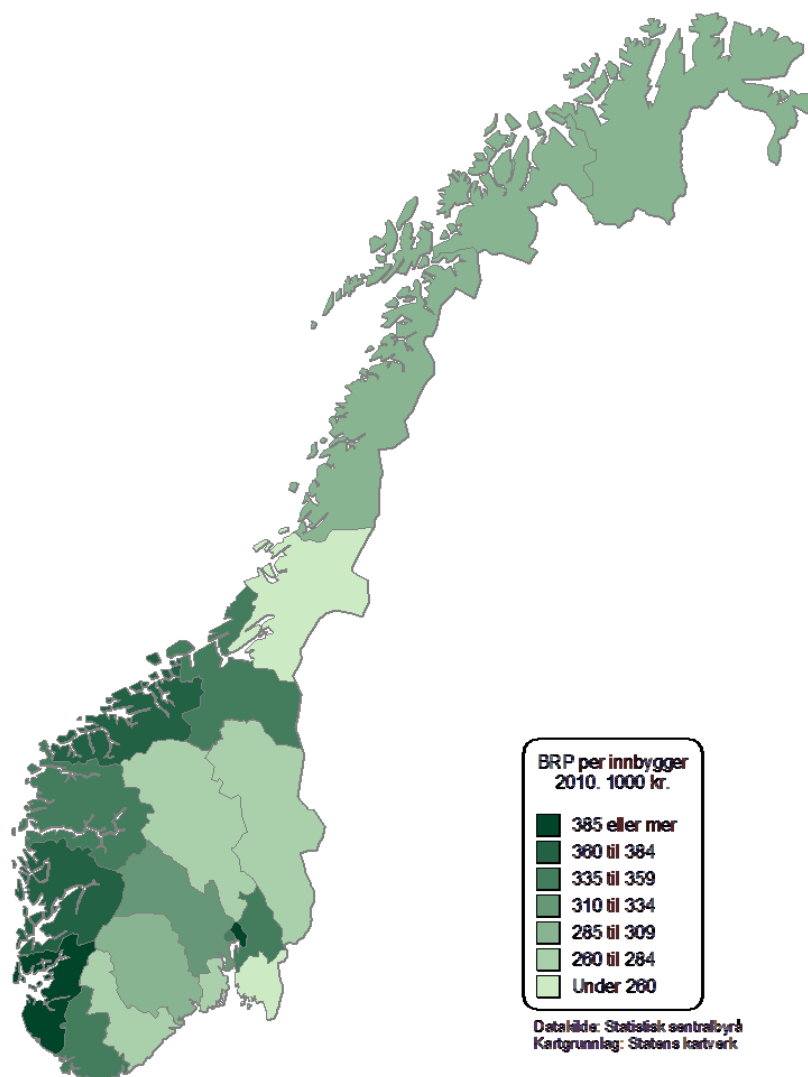 BRP per innbygger
2010. 1000 kr.
385 eller mer
360 til 384
335 til 359
310 til 334
285 til 309
260 til 284
Under 260
Datakilde: Statistisk sentralbyrå
Kartgrunnlag: Statens kartverk